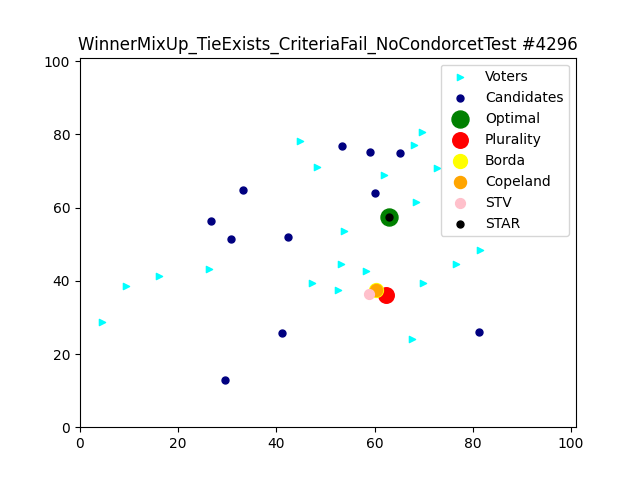 WinnerMixUp_TieExists_CriteriaFail_NoCondorcetTest #4296
100
80
60
40
20
0
0
20
40
60
80
100
Voters
Candidates
Optimal
Plurality
Borda
Copeland
STV
STAR